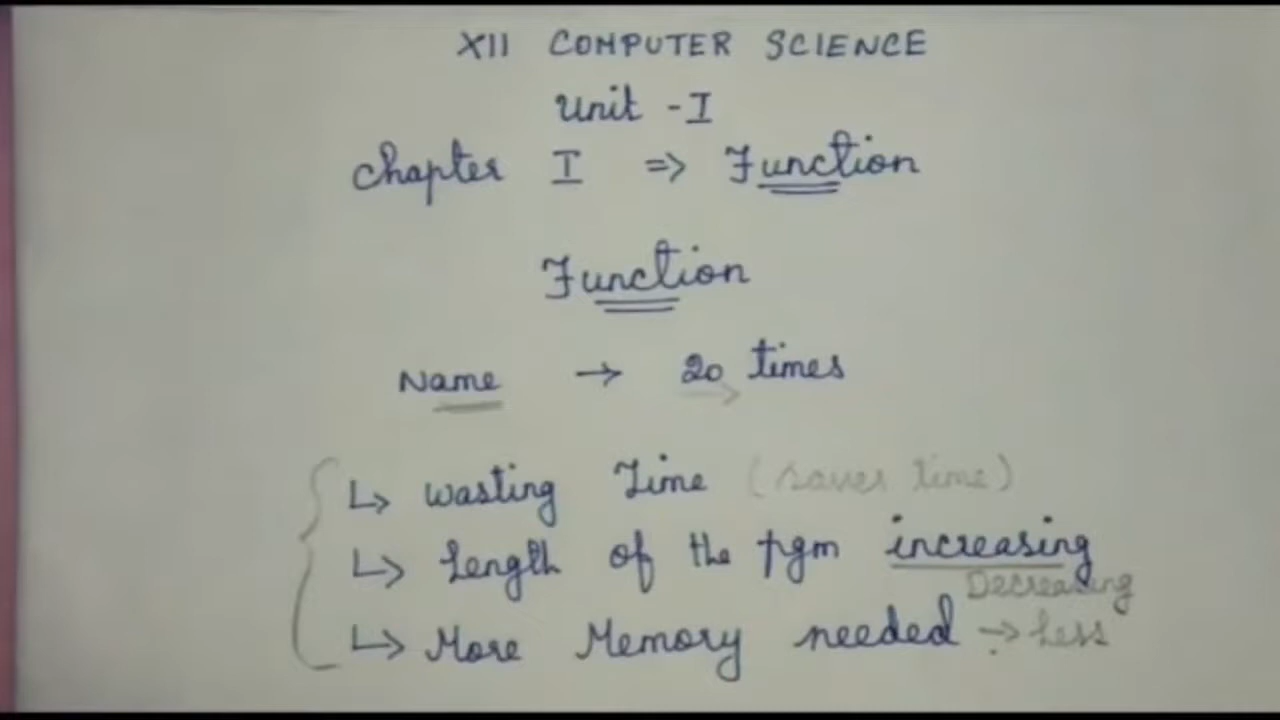 XII COMPUTER SCIENCE
Unit - I
Chapter I => Function
Function
Name → 20 times
↳ Wasting Time (saves time)
↳ Length of the pgm increasing
Decreasing
↳ More Memory needed → Less